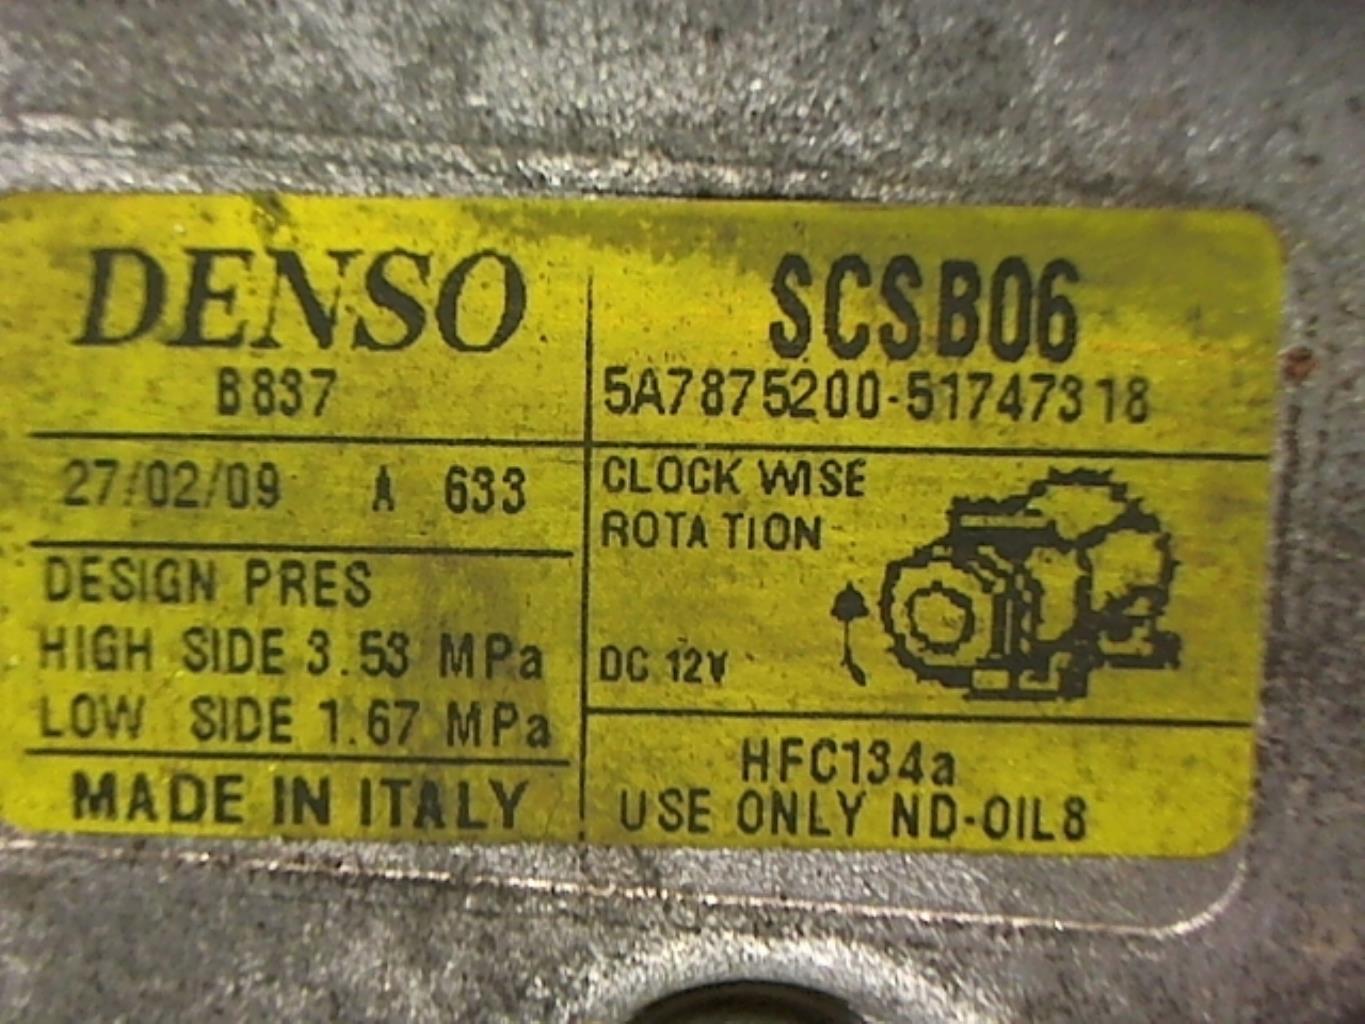 DENSO
B837
SCSB06
5A7875200-51747318
27/02/09 A 633
DESIGN PRES
HIGH SIDE 3.53 MPa
LOW SIDE 1.67 MPa
MADE IN ITALY
CLOCK WISE
ROTATION
DC 12V
HFC134a
USE ONLY ND-OIL8